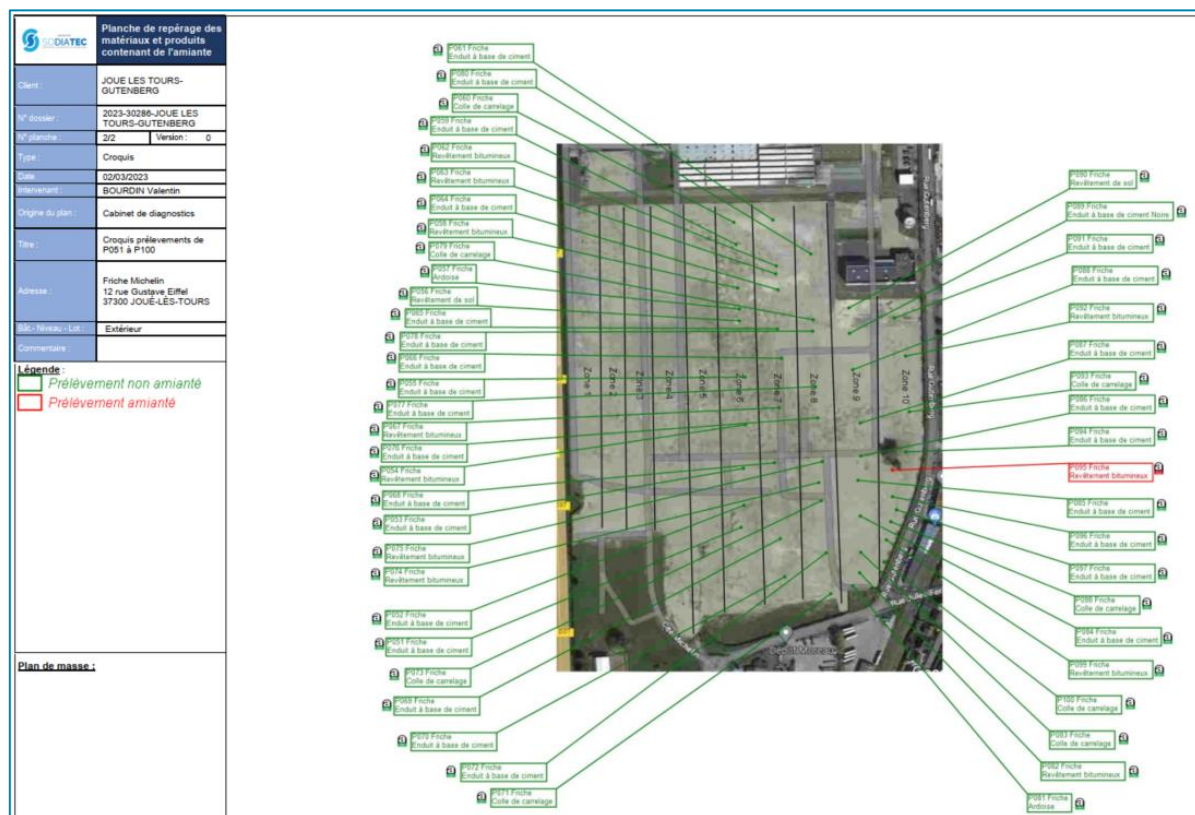 SODIATEC
Planche de repérage des
matériaux et produits
contenant de l'amiante
Client :
JOUE LES TOURS-
GUTENBERG
N° dossier :
2023-30286-JOUE LES
TOURS-GUTENBERG
N° planche :
2/2
Version : 0
Type :
Croquis
Date
02/03/2023
Intervenant :
BOURDIN Valentin
Origine du plan :
Cabinet de diagnostics
Titre :
Croquis prélevements de
P051 à P100
Adresse :
Friche Michelin
12 rue Gustave Eiffel
37300 JOUÉ-LÈS-TOURS
Bât.- Niveau - Lot :
Extérieur
Commentaire :
Légende :
Prélèvement non amianté
Prélèvement amianté
Plan de masse :
P061 Friche
Enduit à base de ciment
P080 Friche
Enduit à base de ciment
P060 Friche
Colle de carrelage
P059 Friche
Enduit à base de ciment
P062 Friche
Revêtement bitumineux
P063 Friche
Revêtement bitumineux
P064 Friche
Enduit à base de ciment
P058 Friche
Revêtement bitumineux
P079 Friche
Colle de carrelage
P057 Friche
Ardoise
P056 Friche
Revêtement de sol
P065 Friche
Enduit à base de ciment
P078 Friche
Enduit à base de ciment
P066 Friche
Enduit à base de ciment
P055 Friche
Enduit à base de ciment
P077 Friche
Enduit à base de ciment
P067 Friche
Revêtement bitumineux
P076 Friche
Enduit à base de ciment
P054 Friche
Revêtement bitumineux
P068 Friche
Enduit à base de ciment
P053 Friche
Enduit à base de ciment
P075 Friche
Revêtement bitumineux
P074 Friche
Revêtement bitumineux
P052 Friche
Enduit à base de ciment
P051 Friche
Enduit à base de ciment
P073 Friche
Colle de carrelage
P069 Friche
Enduit à base de ciment
P070 Friche
Enduit à base de ciment
P072 Friche
Enduit à base de ciment
P071 Friche
Colle de carrelage
Zone 1
Zone 2
Zone 3
Zone 4
Zone 5
Zone 6
Zone 7
Zone 8
Zone 9
Zone 10
Rue Gutenberg
Rue Gutenberg
Rue Gutenberg
P090 Friche
Revêtement de sol
P089 Friche
Enduit à base de ciment Noire
P091 Friche
Enduit à base de ciment
P088 Friche
Enduit à base de ciment
P092 Friche
Revêtement bitumineux
P087 Friche
Enduit à base de ciment
P093 Friche
Colle de carrelage
P086 Friche
Enduit à base de ciment
P094 Friche
Enduit à base de ciment
P095 Friche
Revêtement bitumineux
P085 Friche
Enduit à base de ciment
P096 Friche
Enduit à base de ciment
P097 Friche
Enduit à base de ciment
P098 Friche
Colle de carrelage
P084 Friche
Enduit à base de ciment
P099 Friche
Revêtement bitumineux
P100 Friche
Colle de carrelage
P083 Friche
Colle de carrelage
P082 Friche
Revêtement bitumineux
P081 Friche
Ardoise